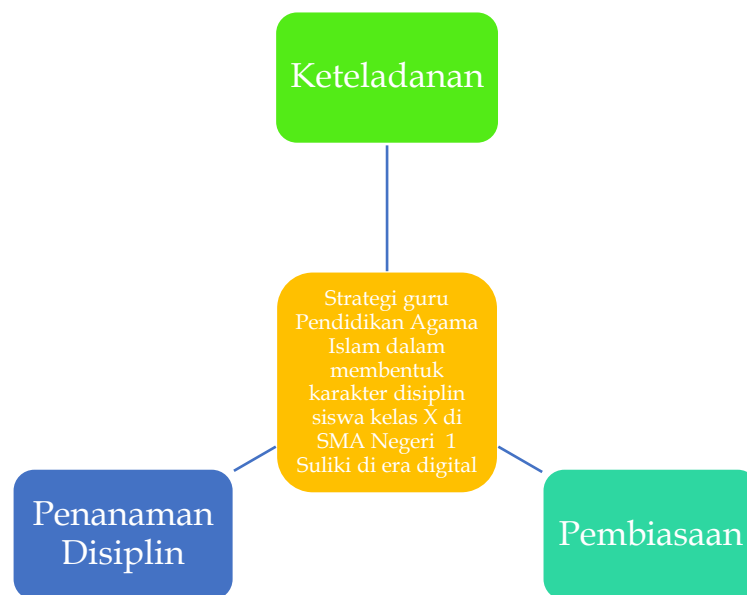 Keteladanan
Strategi guru
Pendidikan Agama
Islam dalam
membentuk
karakter disiplin
siswa kelas X di
SMA Negeri 1
Suliki di era digital
Penanaman
Disiplin
Pembiasaan